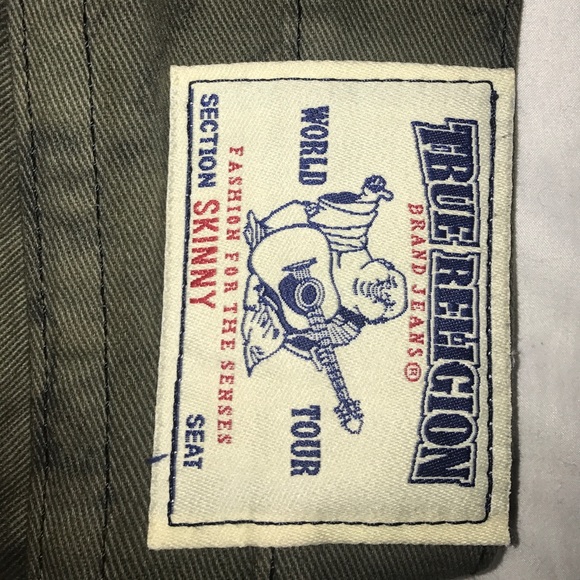 TRUE RELIGION
BRAND JEANS®
WORLD TOUR
FASHION FOR THE SENSES
SECTION SKINNY SEAT